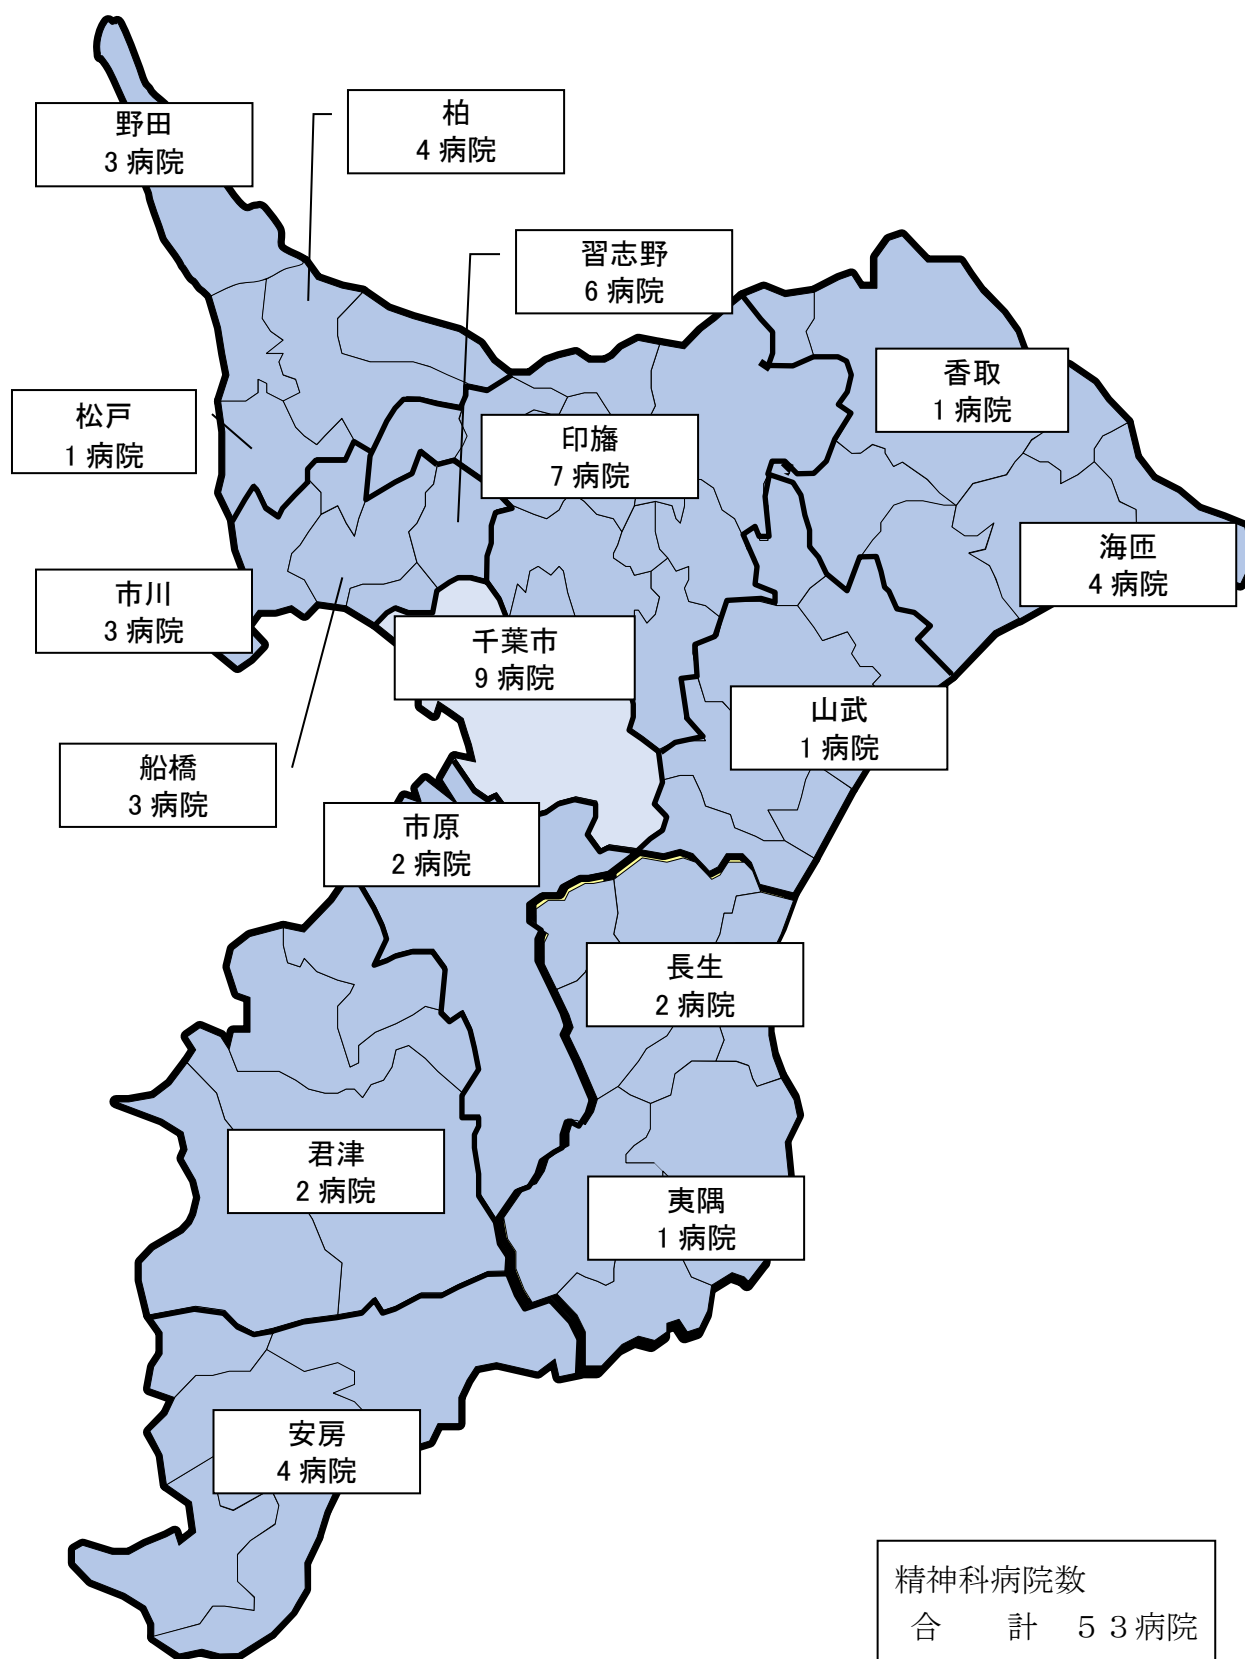 野田
3 病院
柏
4 病院
習志野
6 病院
香取
1 病院
松戸
1 病院
印旛
7 病院
海匝
4 病院
市川
3 病院
千葉市
9 病院
山武
1 病院
船橋
3 病院
市原
2 病院
長生
2 病院
君津
2 病院
夷隅
1 病院
安房
4 病院
精神科病院数
合　　計　５３病院